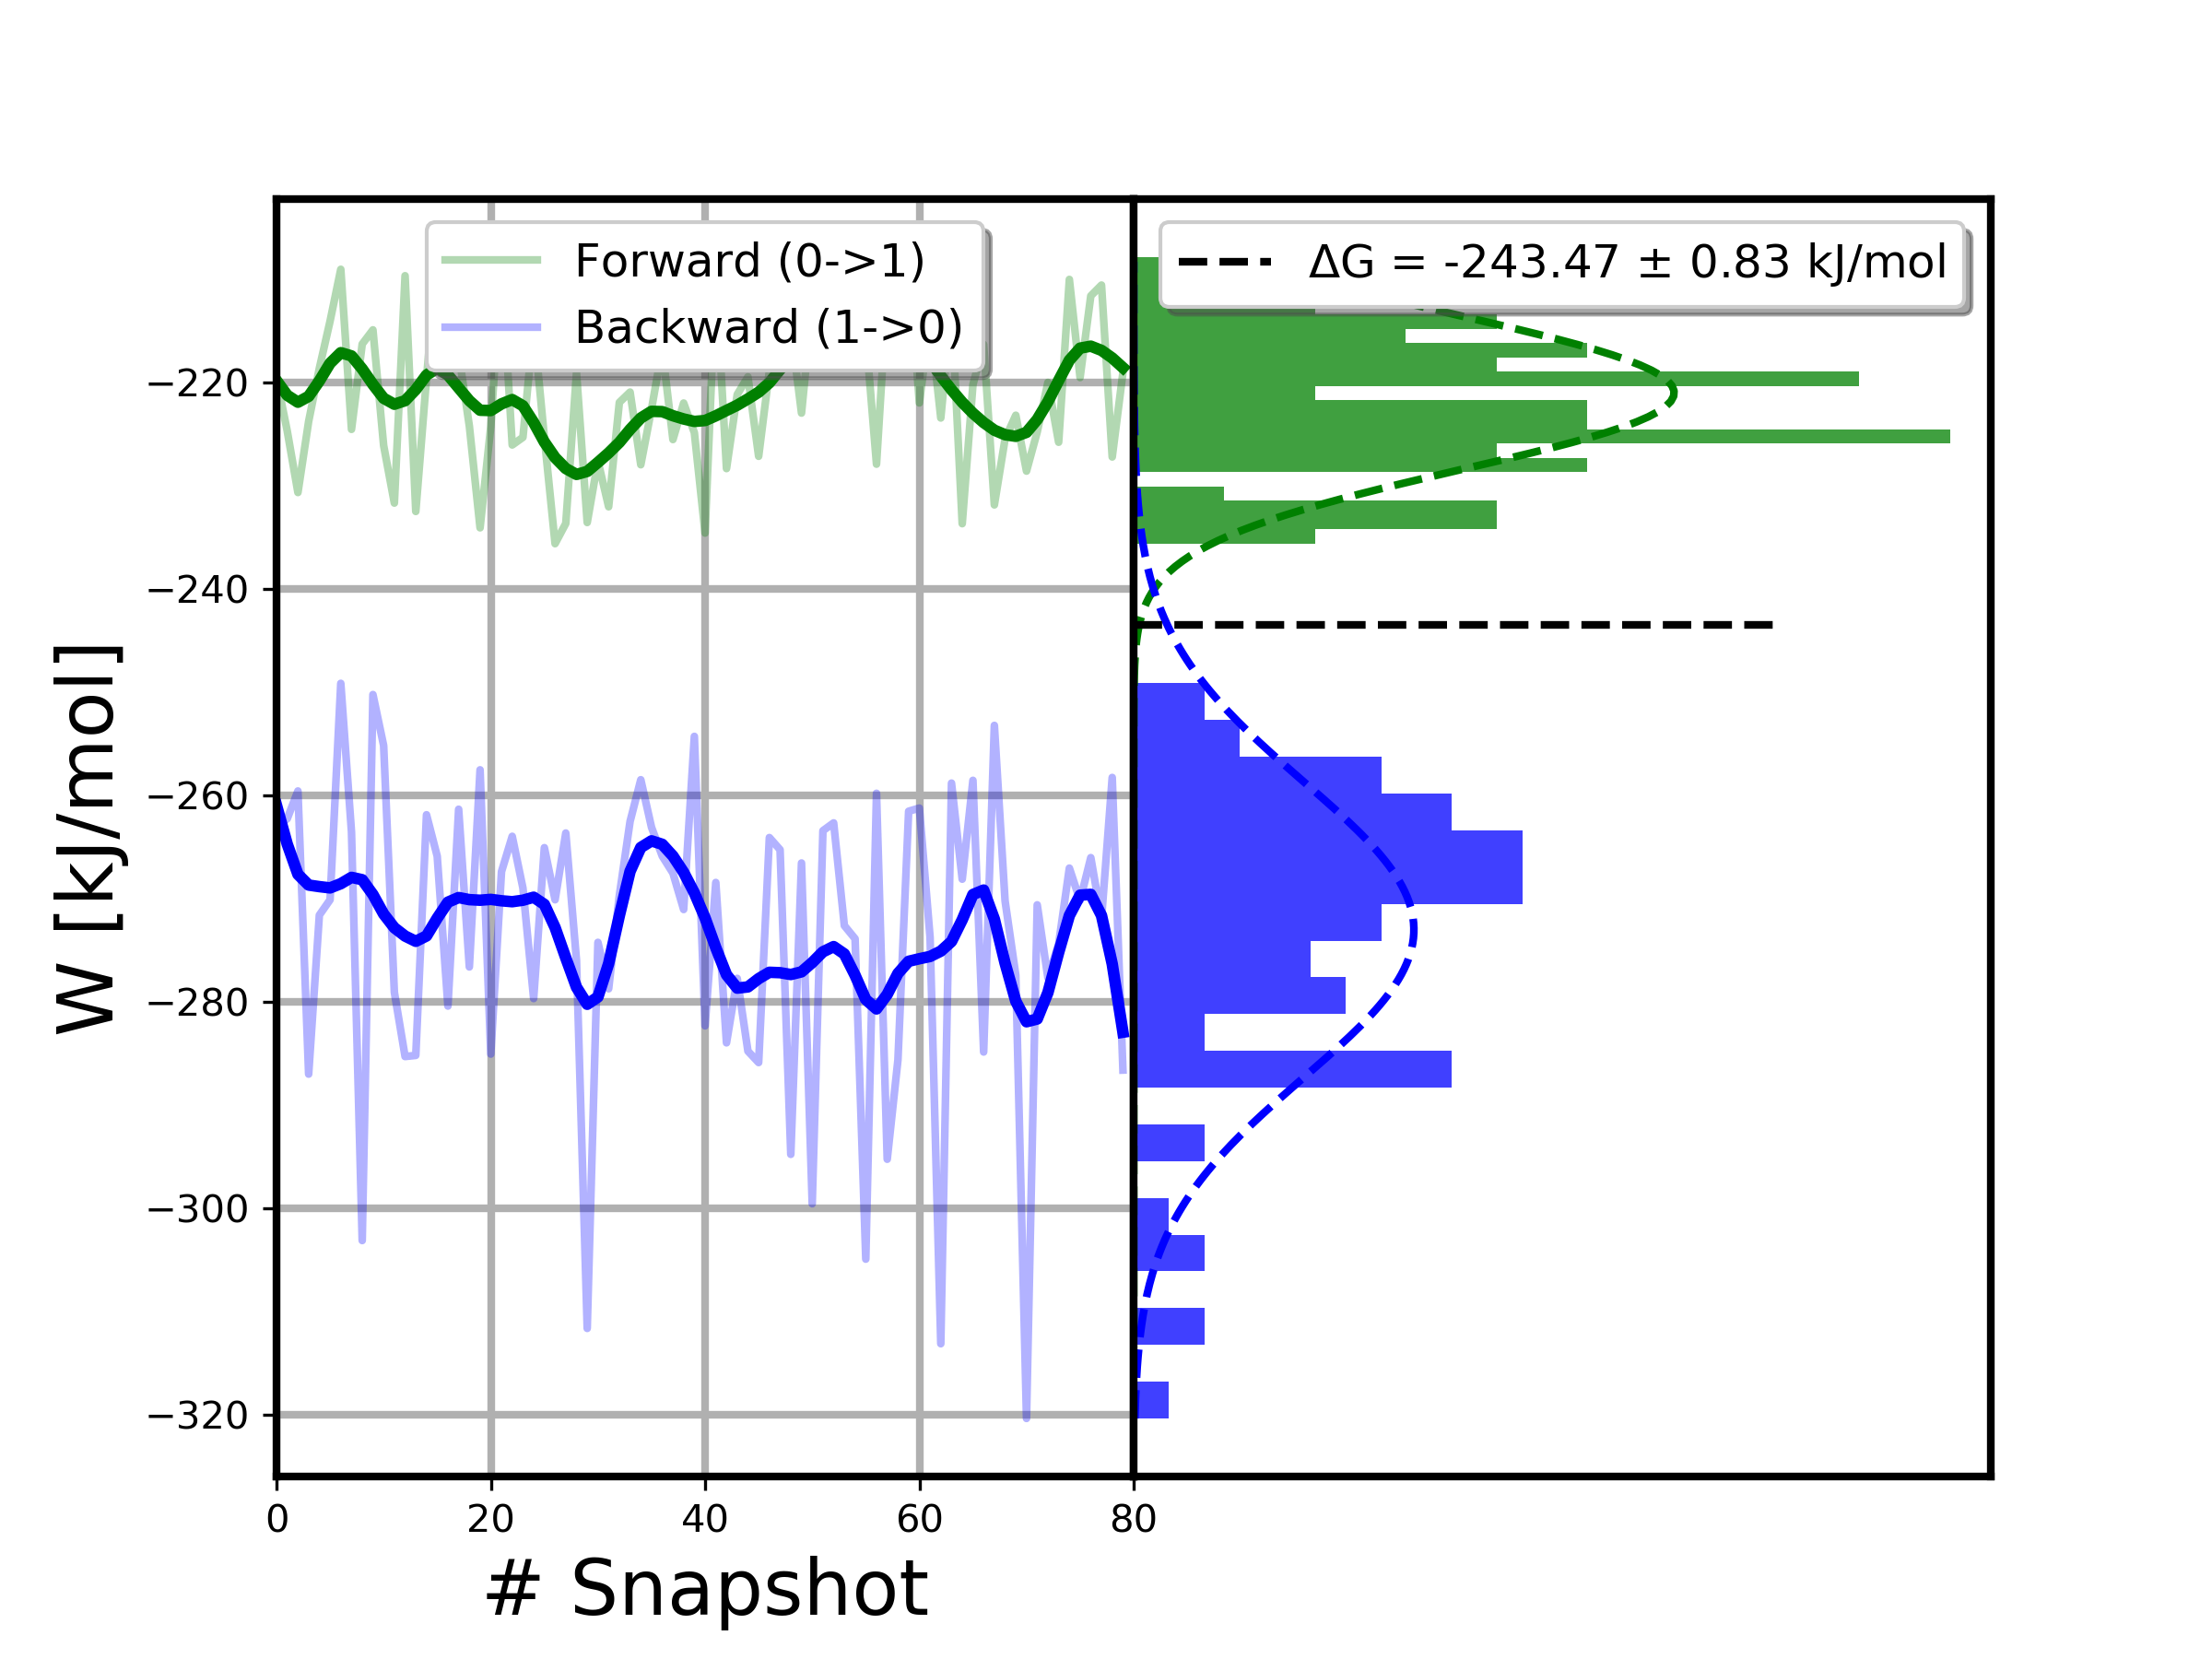 Forward (0->1)
Backward (1->0)
ΔG = -243.47 ± 0.83 kJ/mol
W [kJ/mol]
−220
−240
−260
−280
−300
−320
0 20 40 60 80
# Snapshot